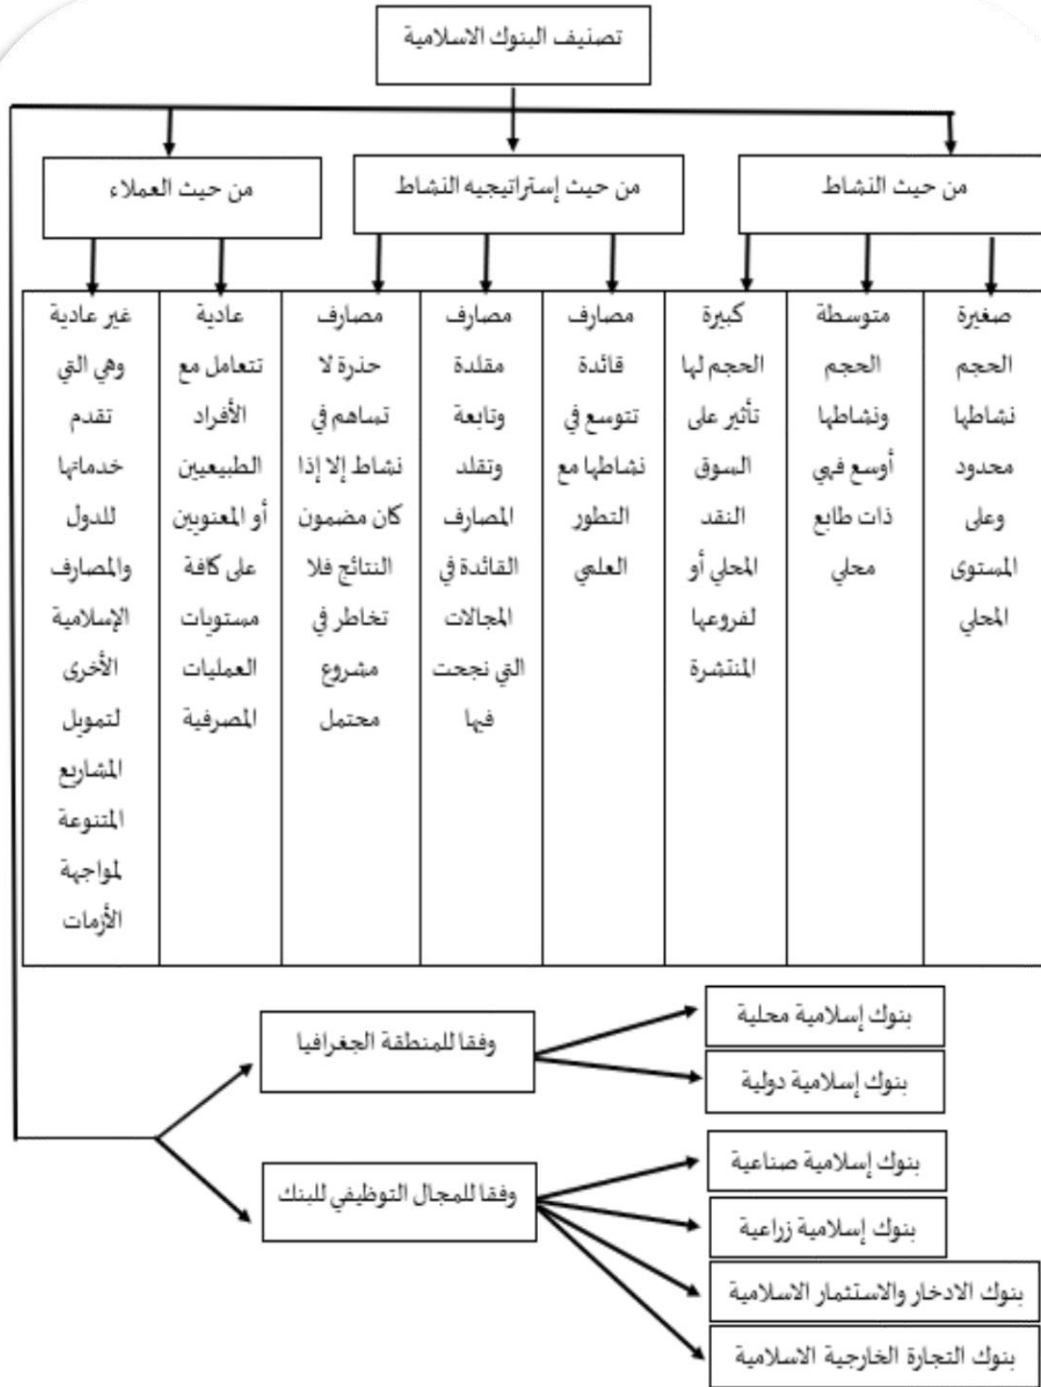 تصنيف البنوك الاسلامية
من حيث النشاط
من حيث إستراتيجيه النشاط
من حيث العملاء
صغيرة
الحجم
نشاطها
محدود
وعلى
المستوى
المحلي
متوسطة
الحجم
ونشاطها
أوسع فهي
ذات طابع
محلي
كبيرة
الحجم لها
تأثير على
السوق
النقد
المحلي أو
لفروعها
المنتشرة
مصارف
قائدة
تتوسع في
نشاطها مع
التطور
العلمي
مصارف
مقلدة
وتابعة
وتقلد
المصارف
القائدة في
المجالات
التي نجحت
فيها
مصارف
حذرة لا
تساهم في
نشاط إلا إذا
كان مضمون
النتائج فلا
تخاطر في
مشروع
محتمل
عادية
تتعامل مع
الأفراد
الطبيعيين
أو المعنويين
على كافة
مستويات
العمليات
المصرفية
غير عادية
وهي التي
تقدم
خدماتها
للدول
والمصارف
الإسلامية
الأخرى
لتمويل
المشاريع
المتنوعة
لمواجهة
الأزمات
وفقا للمنطقة الجغرافيا
بنوك إسلامية محلية
بنوك إسلامية دولية
وفقا للمجال التوظيفي للبنك
بنوك إسلامية صناعية
بنوك إسلامية زراعية
بنوك الادخار والاستثمار الاسلامية
بنوك التجارة الخارجية الاسلامية